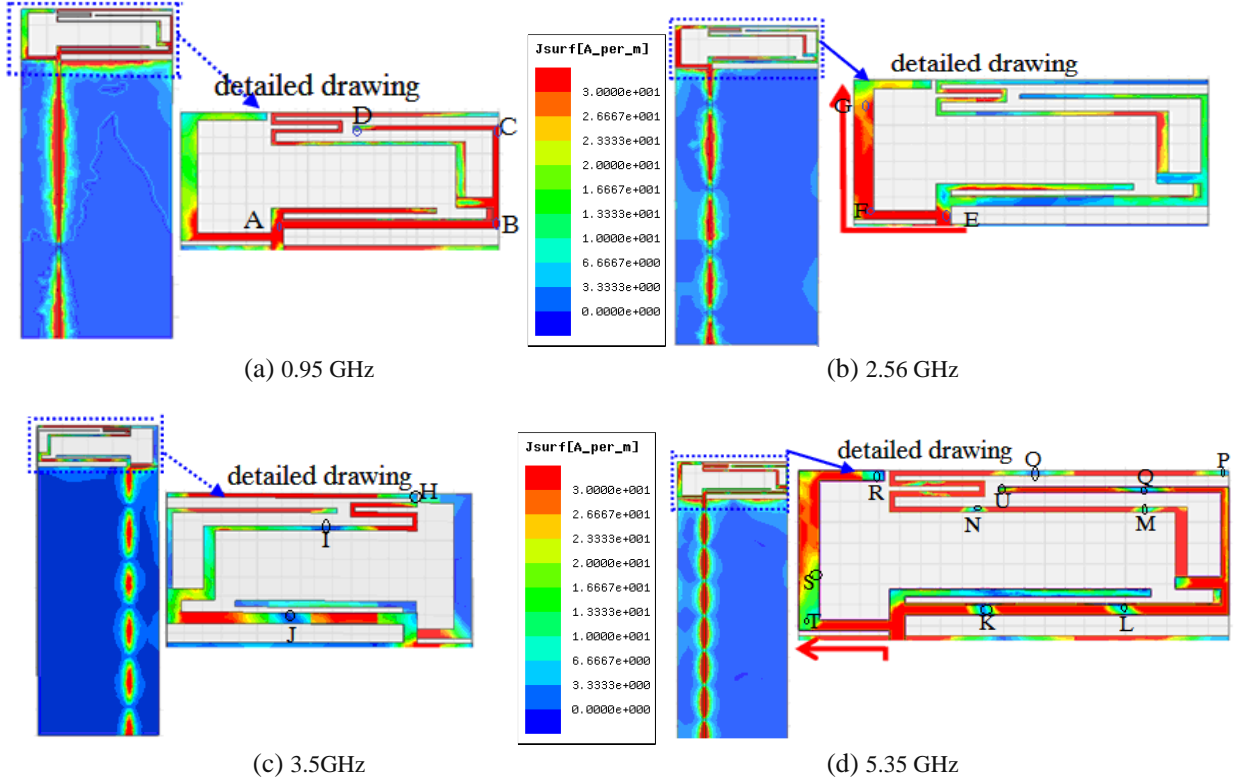 detailed drawing
D
C
A
B
Jsurf[A_per_m]
3.0000e+001
2.6667e+001
2.3333e+001
2.0000e+001
1.6667e+001
1.3333e+001
1.0000e+001
6.6667e+000
3.3333e+000
0.0000e+000
detailed drawing
G
F
E
(a) 0.95 GHz
(b) 2.56 GHz
detailed drawing
H
I
J
Jsurf[A_per_m]
3.0000e+001
2.6667e+001
2.3333e+001
2.0000e+001
1.6667e+001
1.3333e+001
1.0000e+001
6.6667e+000
3.3333e+000
0.0000e+000
detailed drawing
O
P
R
U
Q
N
M
S
T
K
L
(c) 3.5GHz
(d) 5.35 GHz